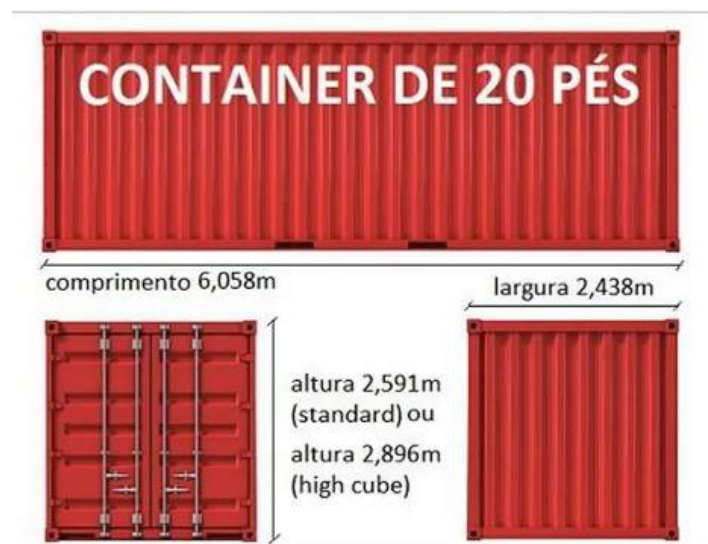 CONTAINER DE 20 PÉS
comprimento 6,058m
largura 2,438m
altura 2,591m
(standard) ou
altura 2,896m
(high cube)